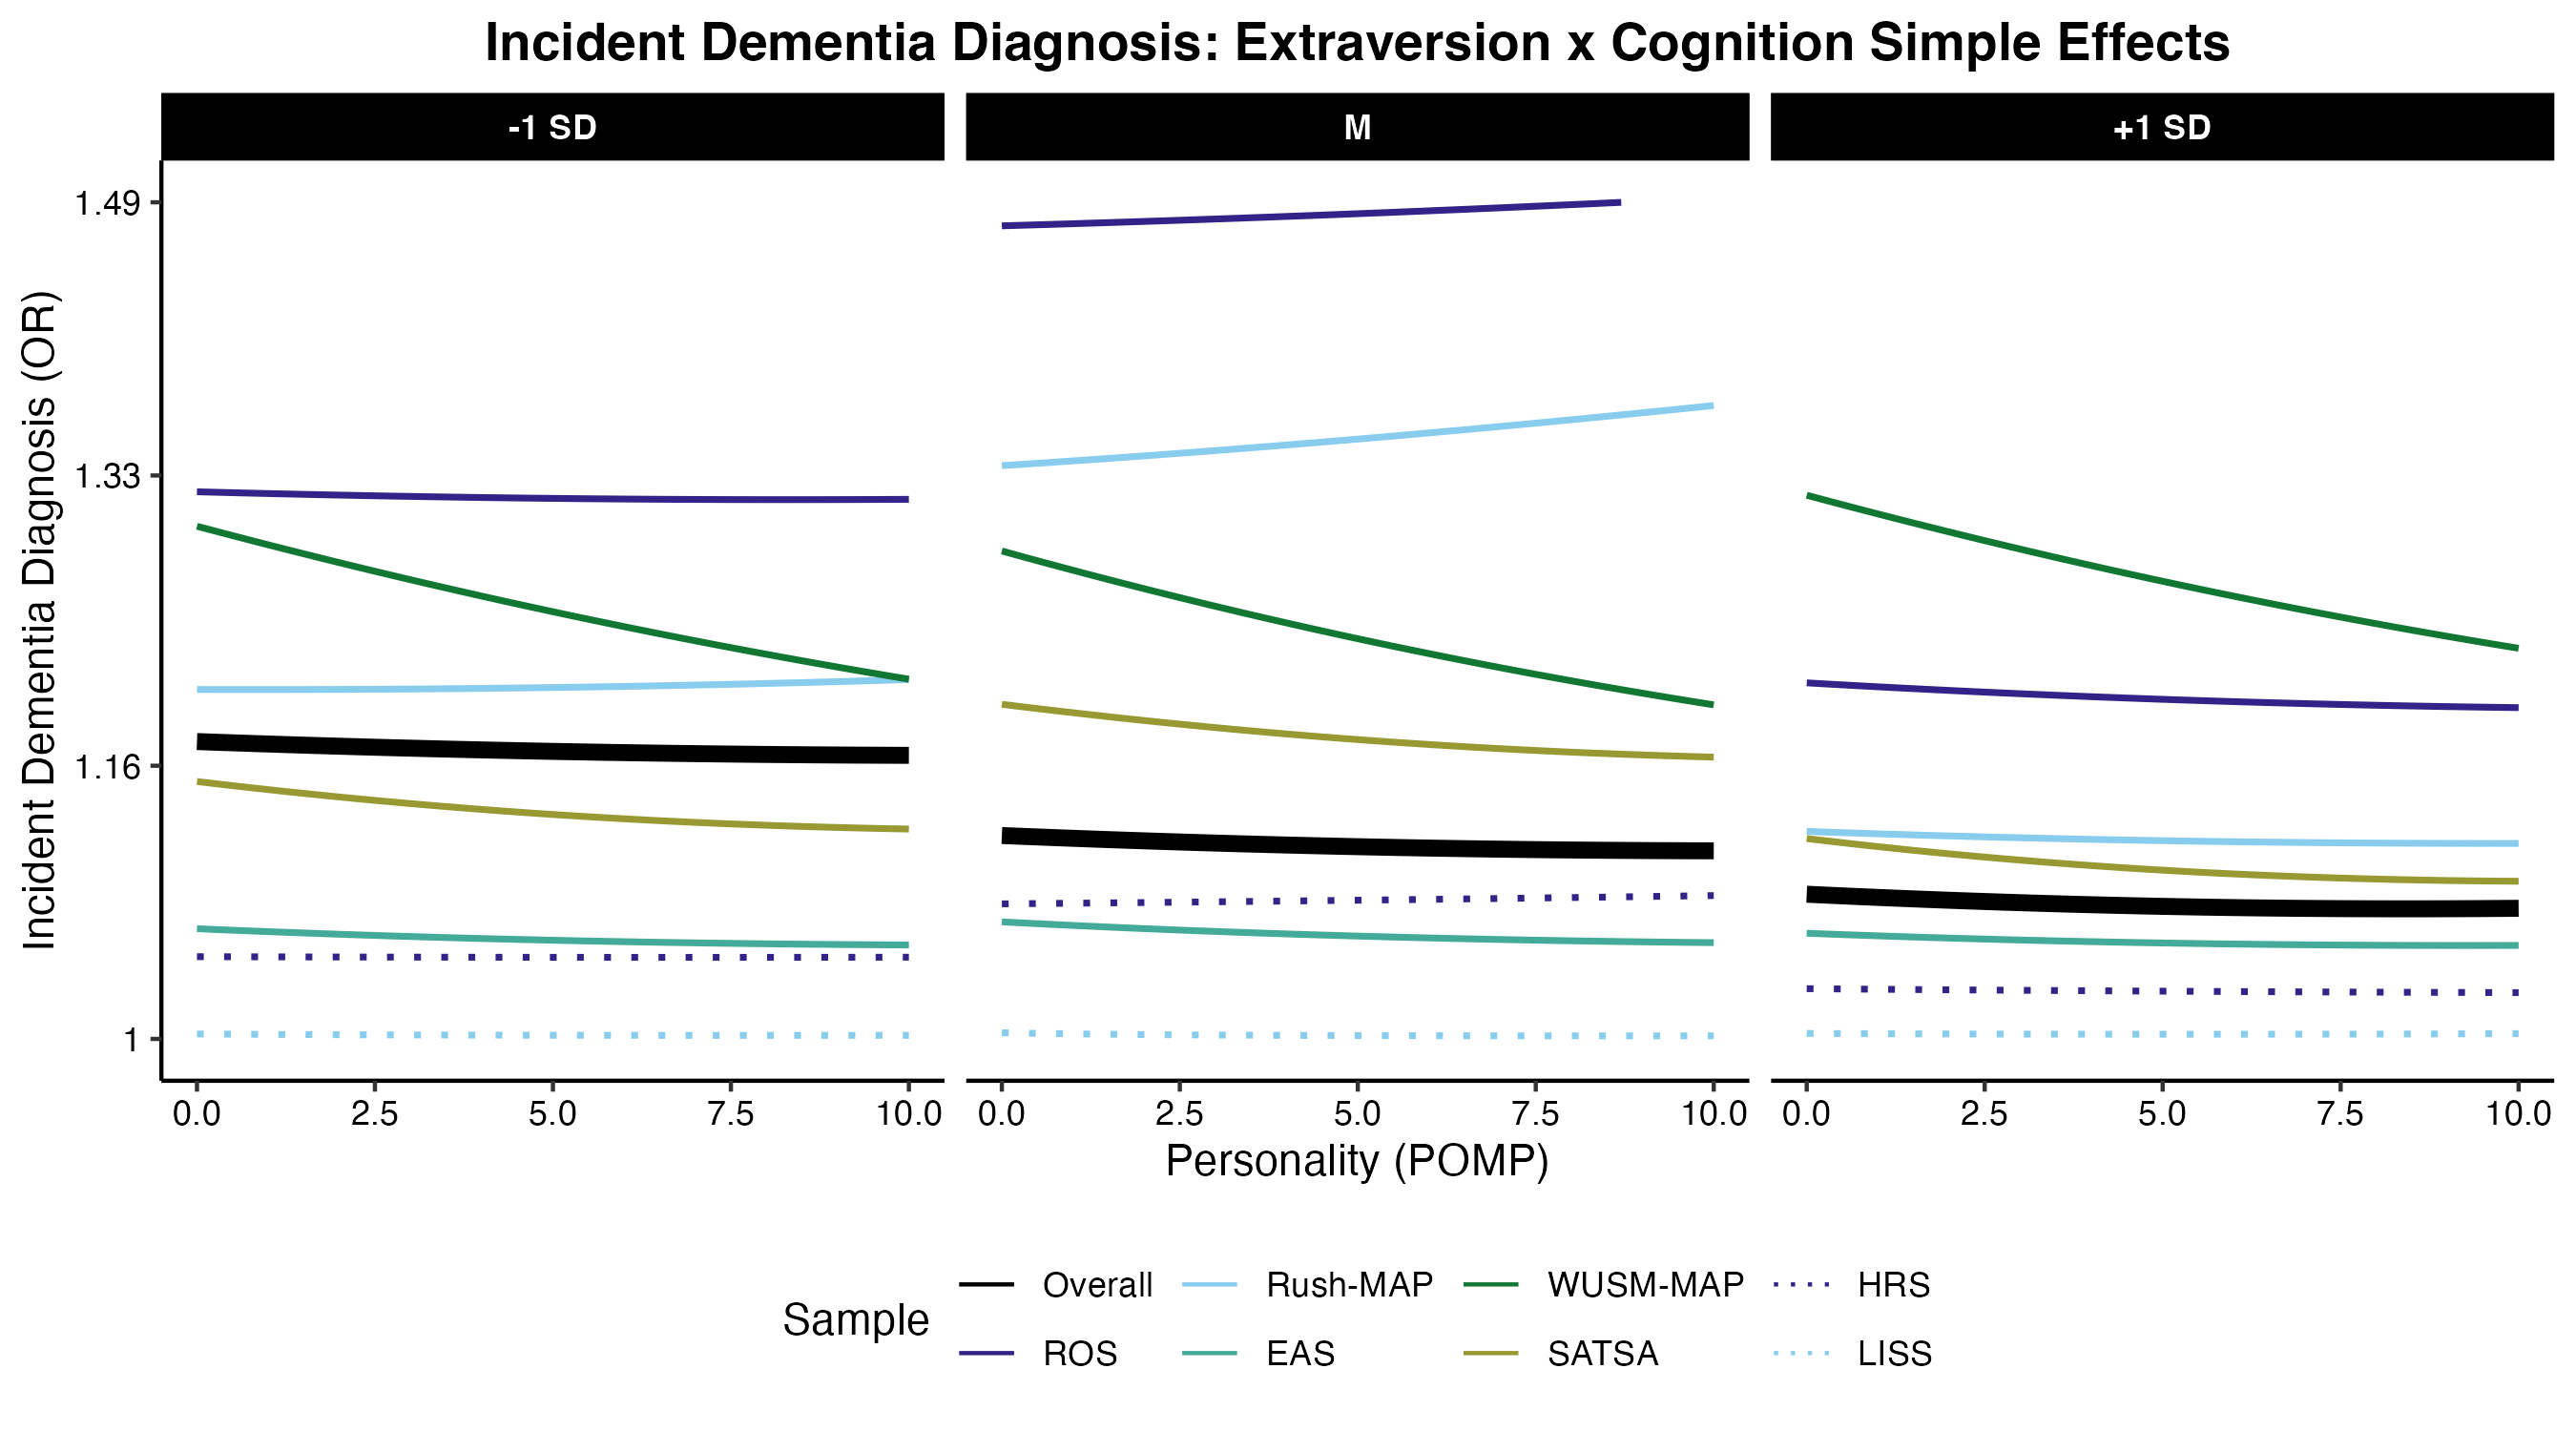 Incident Dementia Diagnosis: Extraversion x Cognition Simple Effects
-1 SD M +1 SD
Incident Dementia Diagnosis (OR)
1.49
1.33
1.16
1
0.0 2.5 5.0 7.5 10.0 0.0 2.5 5.0 7.5 10.0 0.0 2.5 5.0 7.5 10.0
Personality (POMP)
Sample
Overall Rush-MAP WUSM-MAP HRS
ROS EAS SATSA LISS